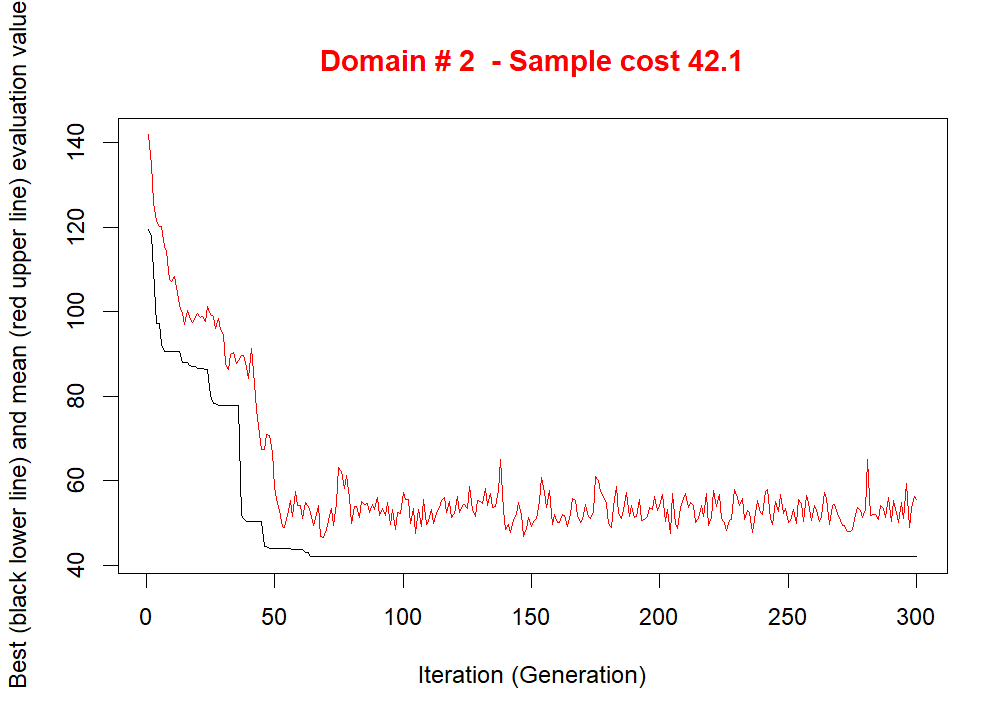 Domain # 2  - Sample cost 42.1
Best (black lower line) and mean (red upper line) evaluation value
140
120
100
80
60
40
0 50 100 150 200 250 300
Iteration (Generation)